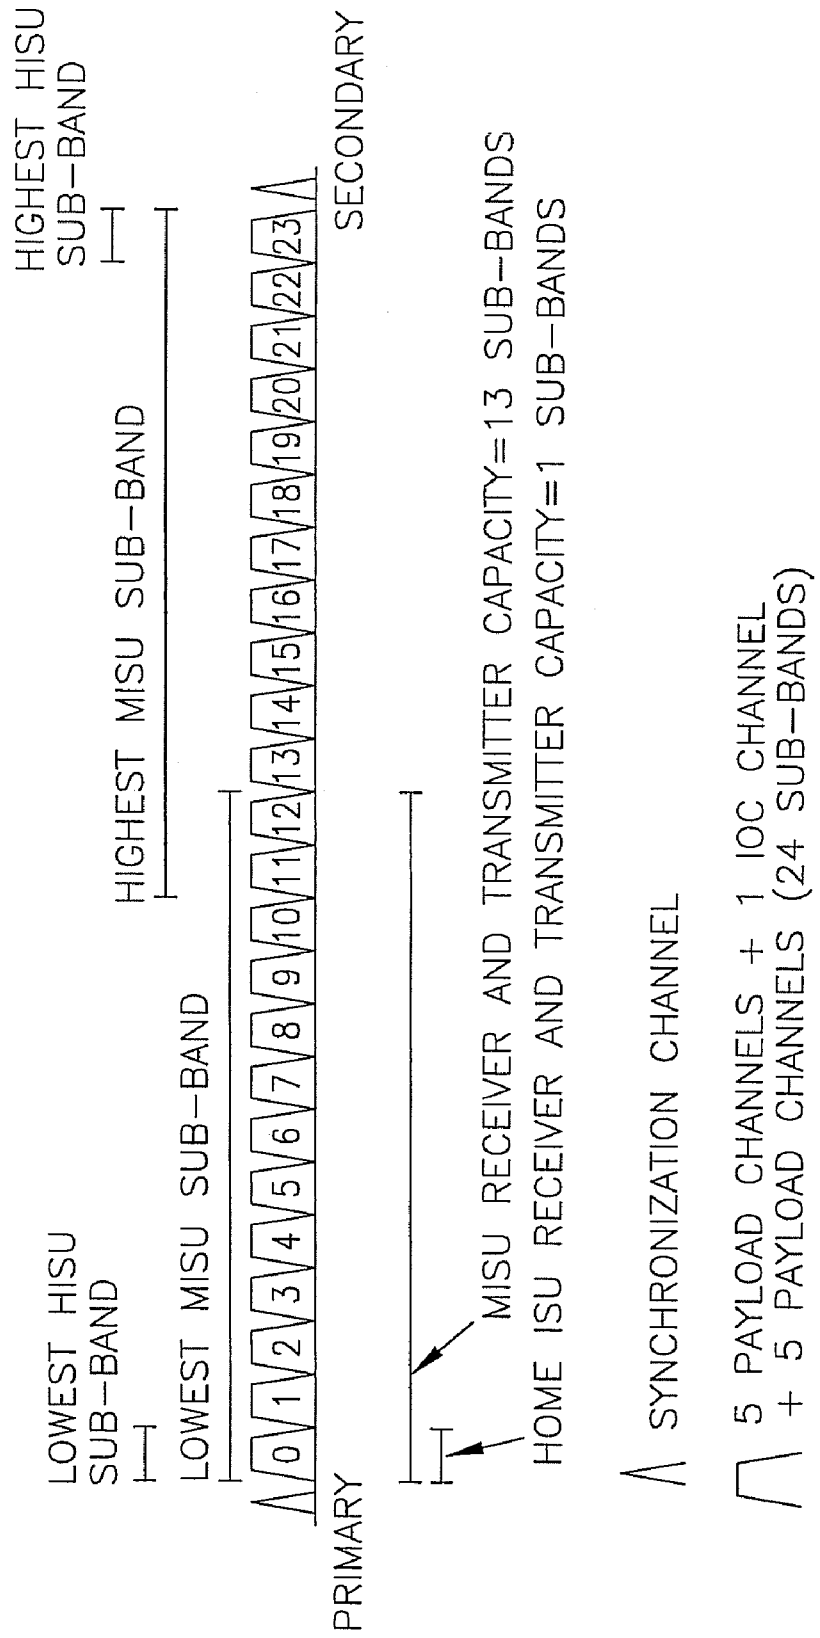 LOWEST HISU
SUB-BAND
HIGHEST HISU
SUB-BAND
HIGHEST MISU SUB-BAND
LOWEST MISU SUB-BAND
0 1 2 3 4 5 6 7 8 9 10 11 12 13 14 15 16 17 18 19 20 21 22 23
PRIMARY
SECONDARY
MISU RECEIVER AND TRANSMITTER CAPACITY=13 SUB-BANDS
HOME ISU RECEIVER AND TRANSMITTER CAPACITY=1 SUB-BANDS
SYNCHRONIZATION CHANNEL
5 PAYLOAD CHANNELS + 1 IOC CHANNEL
+ 5 PAYLOAD CHANNELS (24 SUB-BANDS)